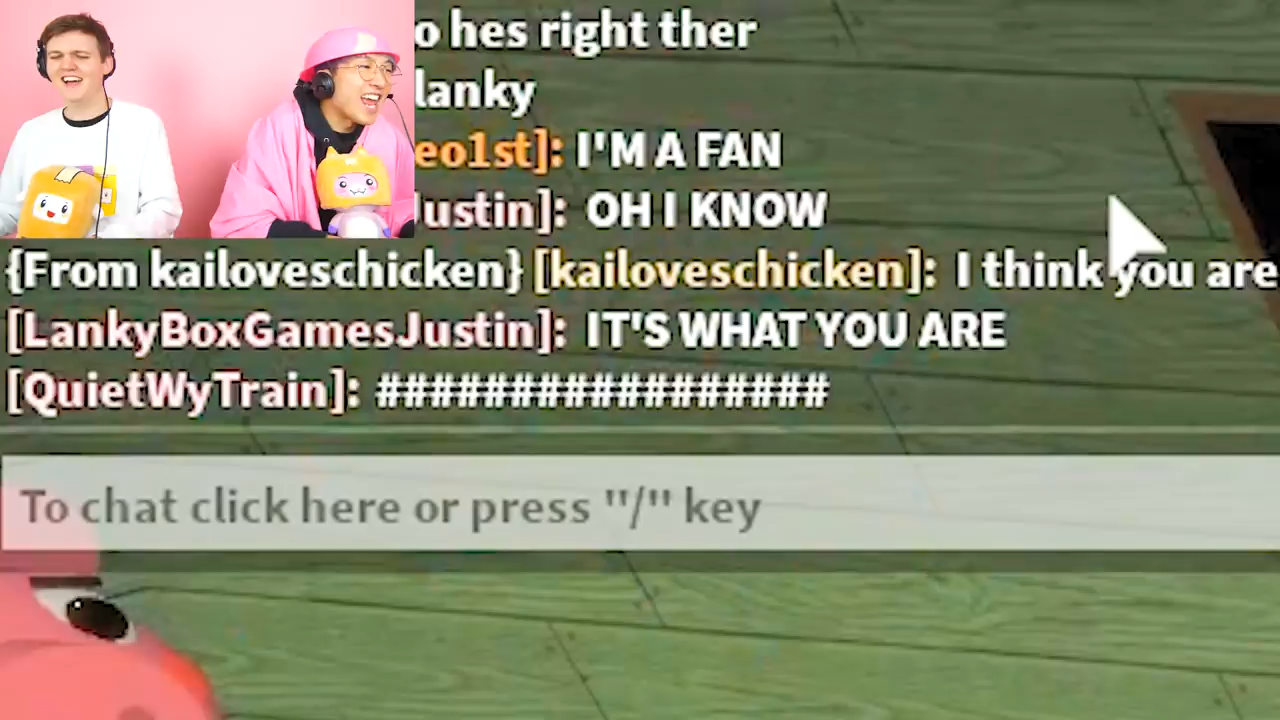 o hes right ther
lanky
eo1st]: I'M A FAN
Justin]: OH I KNOW
{From kailoveschicken} [kailoveschicken]: I think you are
[LankyBoxGamesJustin]: IT'S WHAT YOU ARE
[QuietWyTrain]: #################
To chat click here or press "/" key